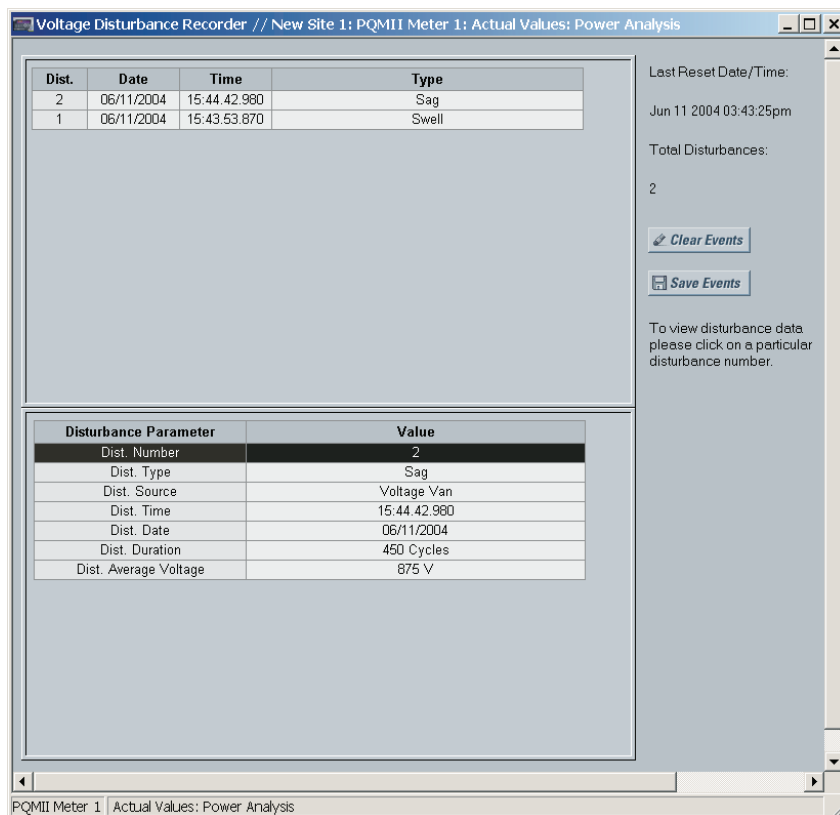 Voltage Disturbance Recorder // New Site 1: PQMII Meter 1: Actual Values: Power Analysis
Dist. Date Time Type
2 06/11/2004 15:44.42.980 Sag
1 06/11/2004 15:43.53.870 Swell
Last Reset Date/Time:
Jun 11 2004 03:43:25pm
Total Disturbances:
2
Clear Events
Save Events
To view disturbance data
please click on a particular
disturbance number.
Disturbance Parameter Value
Dist. Number 2
Dist. Type Sag
Dist. Source Voltage Van
Dist. Time 15:44.42.980
Dist. Date 06/11/2004
Dist. Duration 450 Cycles
Dist. Average Voltage 875 V
PQMII Meter 1 Actual Values: Power Analysis